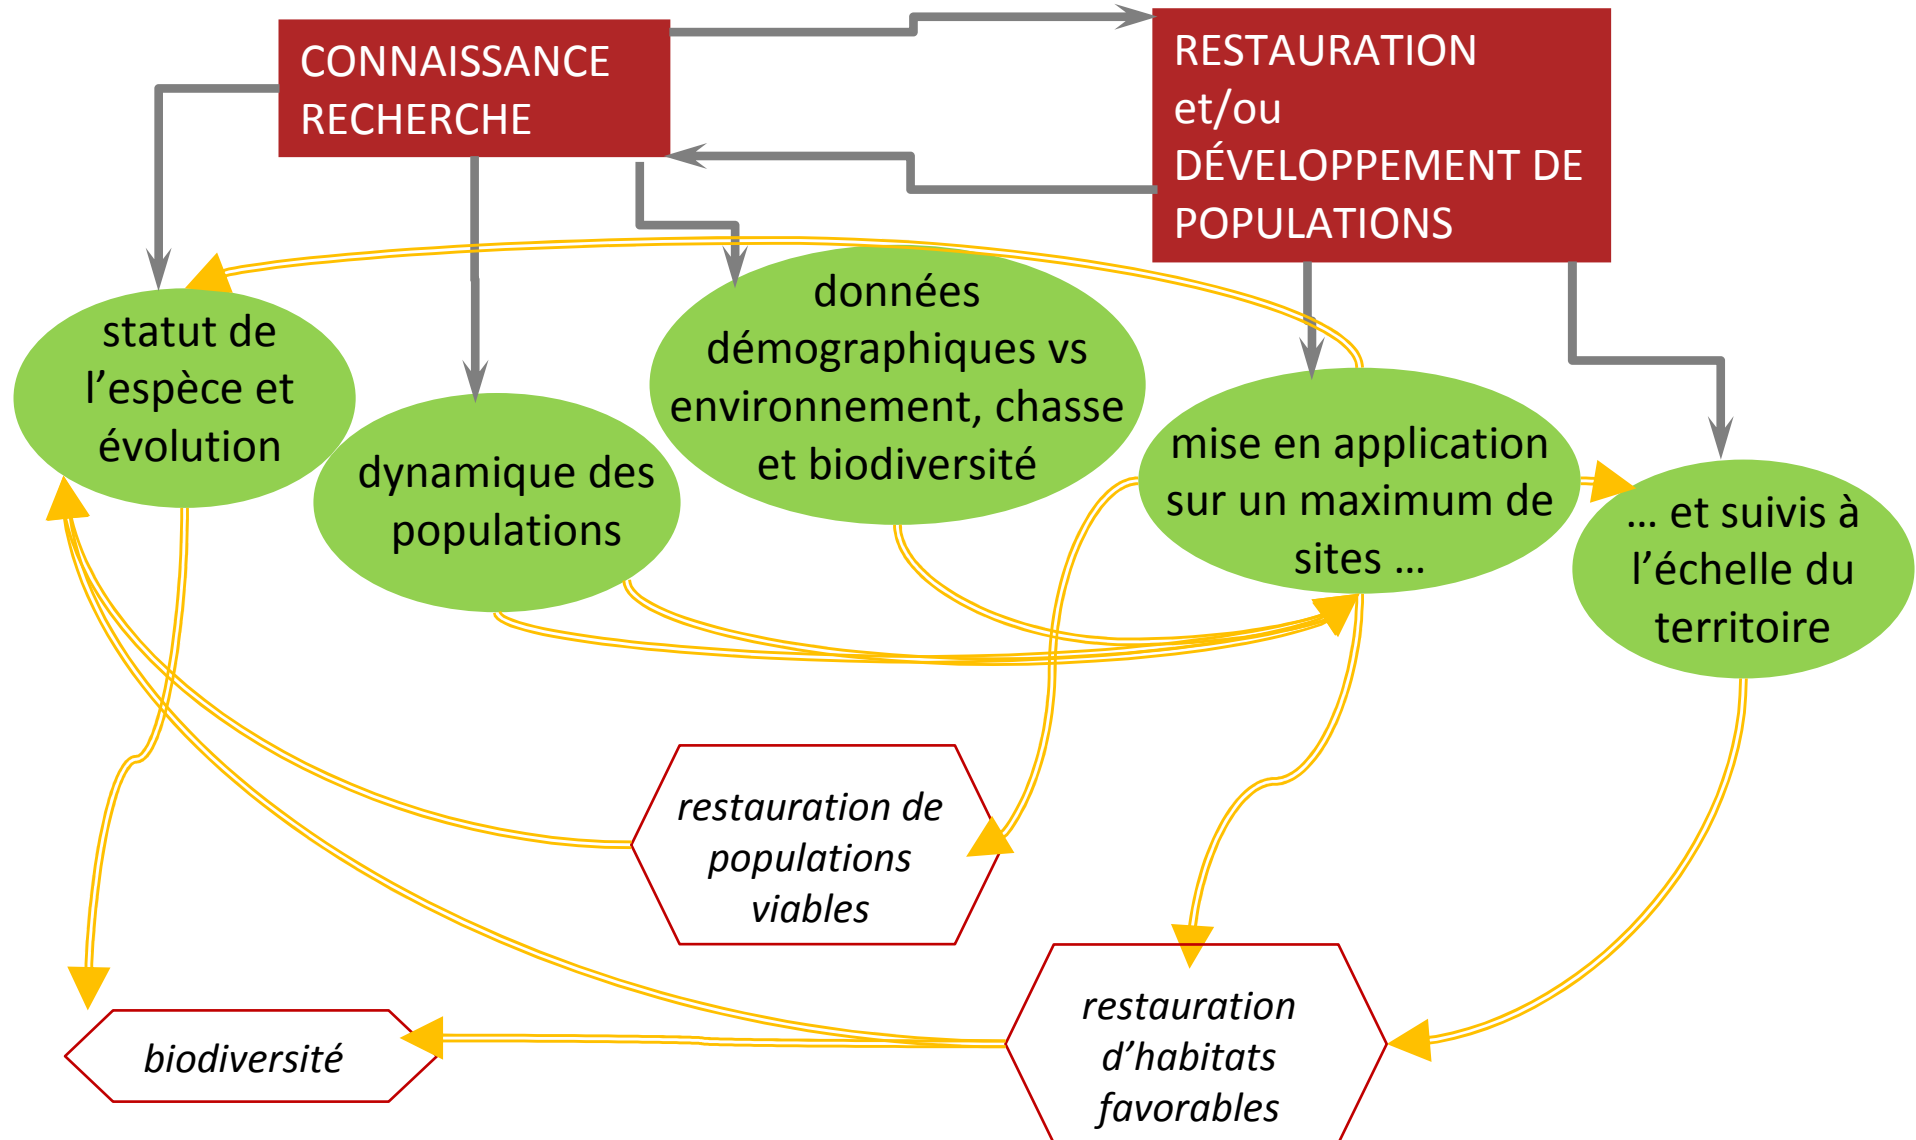 CONNAISSANCE
RECHERCHE
RESTAURATION
et/ou
DÉVELOPPEMENT DE
POPULATIONS
statut de
l’espèce et
évolution
dynamique des
populations
données
démographiques vs
environnement, chasse
et biodiversité
mise en application
sur un maximum de
sites …
… et suivis à
l’échelle du
territoire
restauration de
populations
viables
biodiversité
restauration
d’habitats
favorables